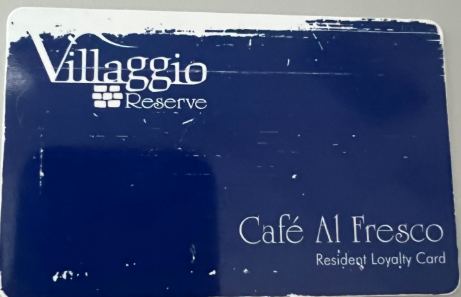 Villaggio
Reserve
Café Al Fresco
Resident Loyalty Card